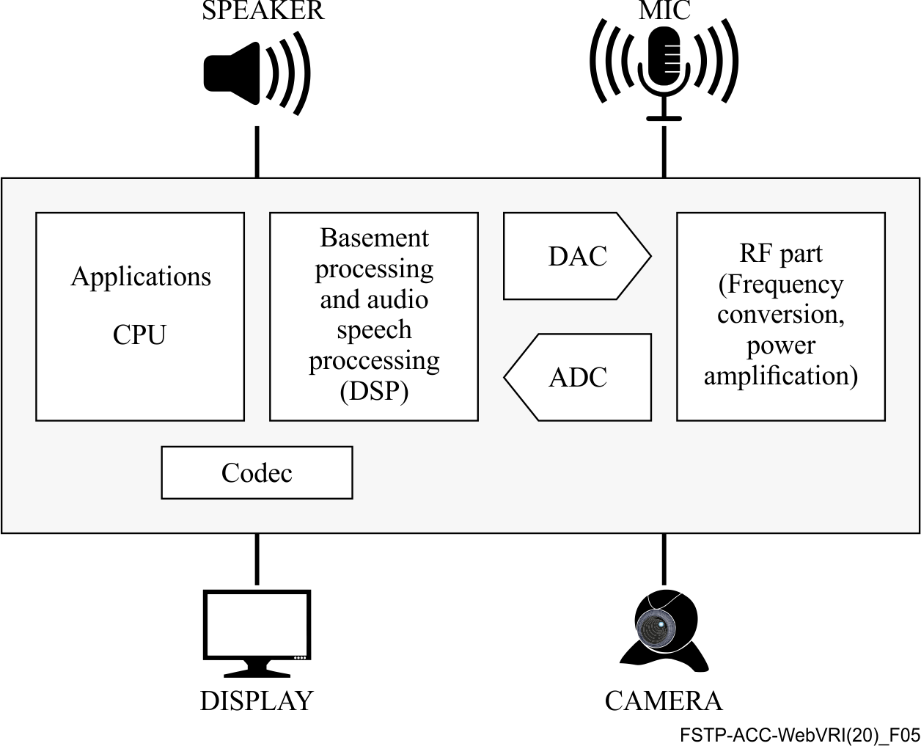 SPEAKER
MIC
Applications
CPU
Basement
processing
and audio
speech
proccessing
(DSP)
DAC
ADC
RF part
(Frequency
conversion,
power
amplification)
Codec
DISPLAY
CAMERA
FSTP-ACC-WebVRI(20)_F05